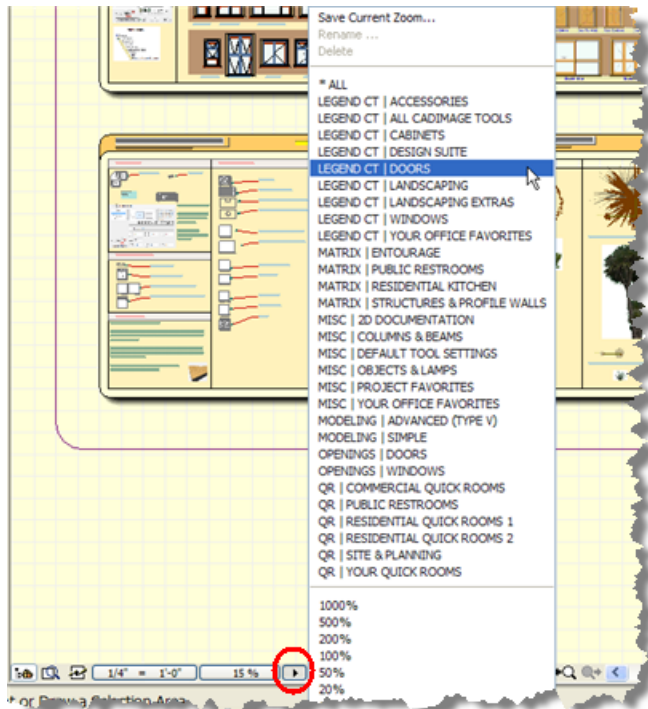 Save Current Zoom...
Rename ...
Delete
* ALL
LEGEND CT | ACCESSORIES
LEGEND CT | ALL CADIMAGE TOOLS
LEGEND CT | CABINETS
LEGEND CT | DESIGN SUITE
LEGEND CT | DOORS
LEGEND CT | LANDSCAPING
LEGEND CT | LANDSCAPING EXTRAS
LEGEND CT | WINDOWS
LEGEND CT | YOUR OFFICE FAVORITES
MATRIX | ENTOURAGE
MATRIX | PUBLIC RESTROOMS
MATRIX | RESIDENTIAL KITCHEN
MATRIX | STRUCTURES & PROFILE WALLS
MISC | 2D DOCUMENTATION
MISC | COLUMNS & BEAMS
MISC | DEFAULT TOOL SETTINGS
MISC | OBJECTS & LAMPS
MISC | PROJECT FAVORITES
MISC | YOUR OFFICE FAVORITES
MODELING | ADVANCED (TYPE V)
MODELING | SIMPLE
OPENINGS | DOORS
OPENINGS | WINDOWS
QR | COMMERCIAL QUICK ROOMS
QR | PUBLIC RESTROOMS
QR | RESIDENTIAL QUICK ROOMS 1
QR | RESIDENTIAL QUICK ROOMS 2
QR | SITE & PLANNING
QR | YOUR QUICK ROOMS
1000%
500%
200%
100%
50%
20%
1/4" = 1'-0" 15 %
t or Draw a Selection Area